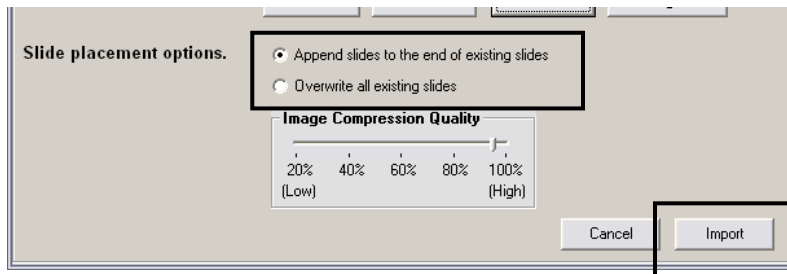 Slide placement options.
Append slides to the end of existing slides
Overwrite all existing slides
Image Compression Quality
20% 40% 60% 80% 100%
(Low) (High)
Cancel Import